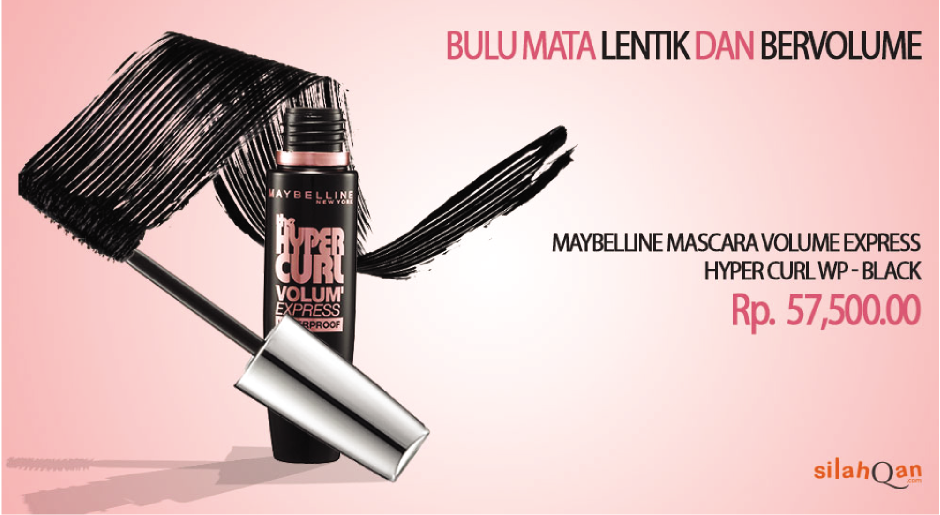 BULU MATA LENTIK DAN BERVOLUME
MAYBELLINE
NEW YORK
the
HYPER
CURL
VOLUM'
EXPRESS
MAYBELLINE MASCARA VOLUME EXPRESS
HYPER CURL WP - BLACK
Rp. 57,500.00
silahQan
.com